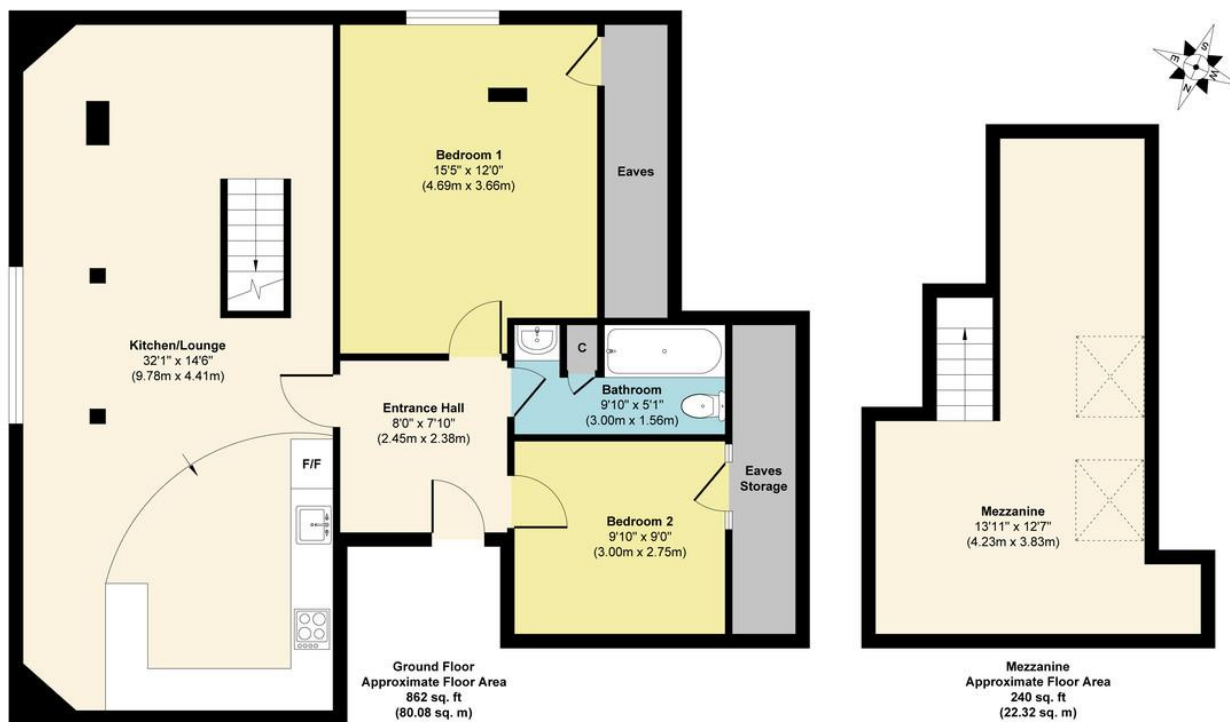 Kitchen/Lounge
32'1" x 14'6"
(9.78m x 4.41m)
F/F
Bedroom 1
15'5" x 12'0"
(4.69m x 3.66m)
Eaves
Entrance Hall
8'0" x 7'10"
(2.45m x 2.38m)
C
Bathroom
9'10" x 5'1"
(3.00m x 1.56m)
Bedroom 2
9'10" x 9'0"
(3.00m x 2.75m)
Eaves
Storage
Ground Floor
Approximate Floor Area
862 sq. ft
(80.08 sq. m)
S
E
W
N
Mezzanine
13'11" x 12'7"
(4.23m x 3.83m)
Mezzanine
Approximate Floor Area
240 sq. ft
(22.32 sq. m)